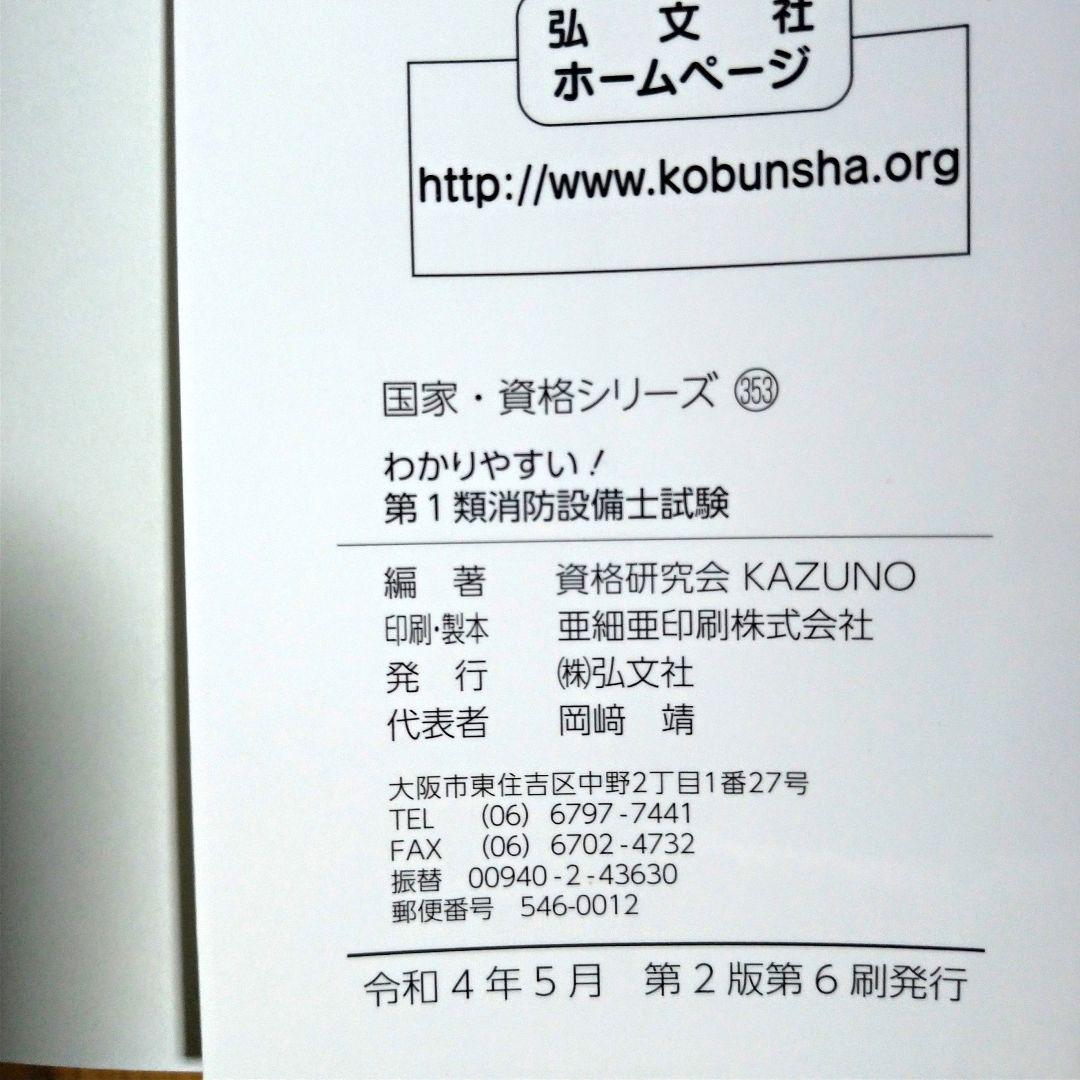 弘文社
ホームページ
http://www.kobunsha.org
国家・資格シリーズ 353
わかりやすい!
第1類消防設備士試験
編著 資格研究会 KAZUNO
印刷・製本 亜細亜印刷株式会社
発行 ㈱弘文社
代表者 岡﨑 靖
大阪市東住吉区中野2丁目1番27号
TEL (06) 6797-7441
FAX (06) 6702-4732
振替 00940-2-43630
郵便番号 546-0012
令和4年5月 第2版第6刷発行